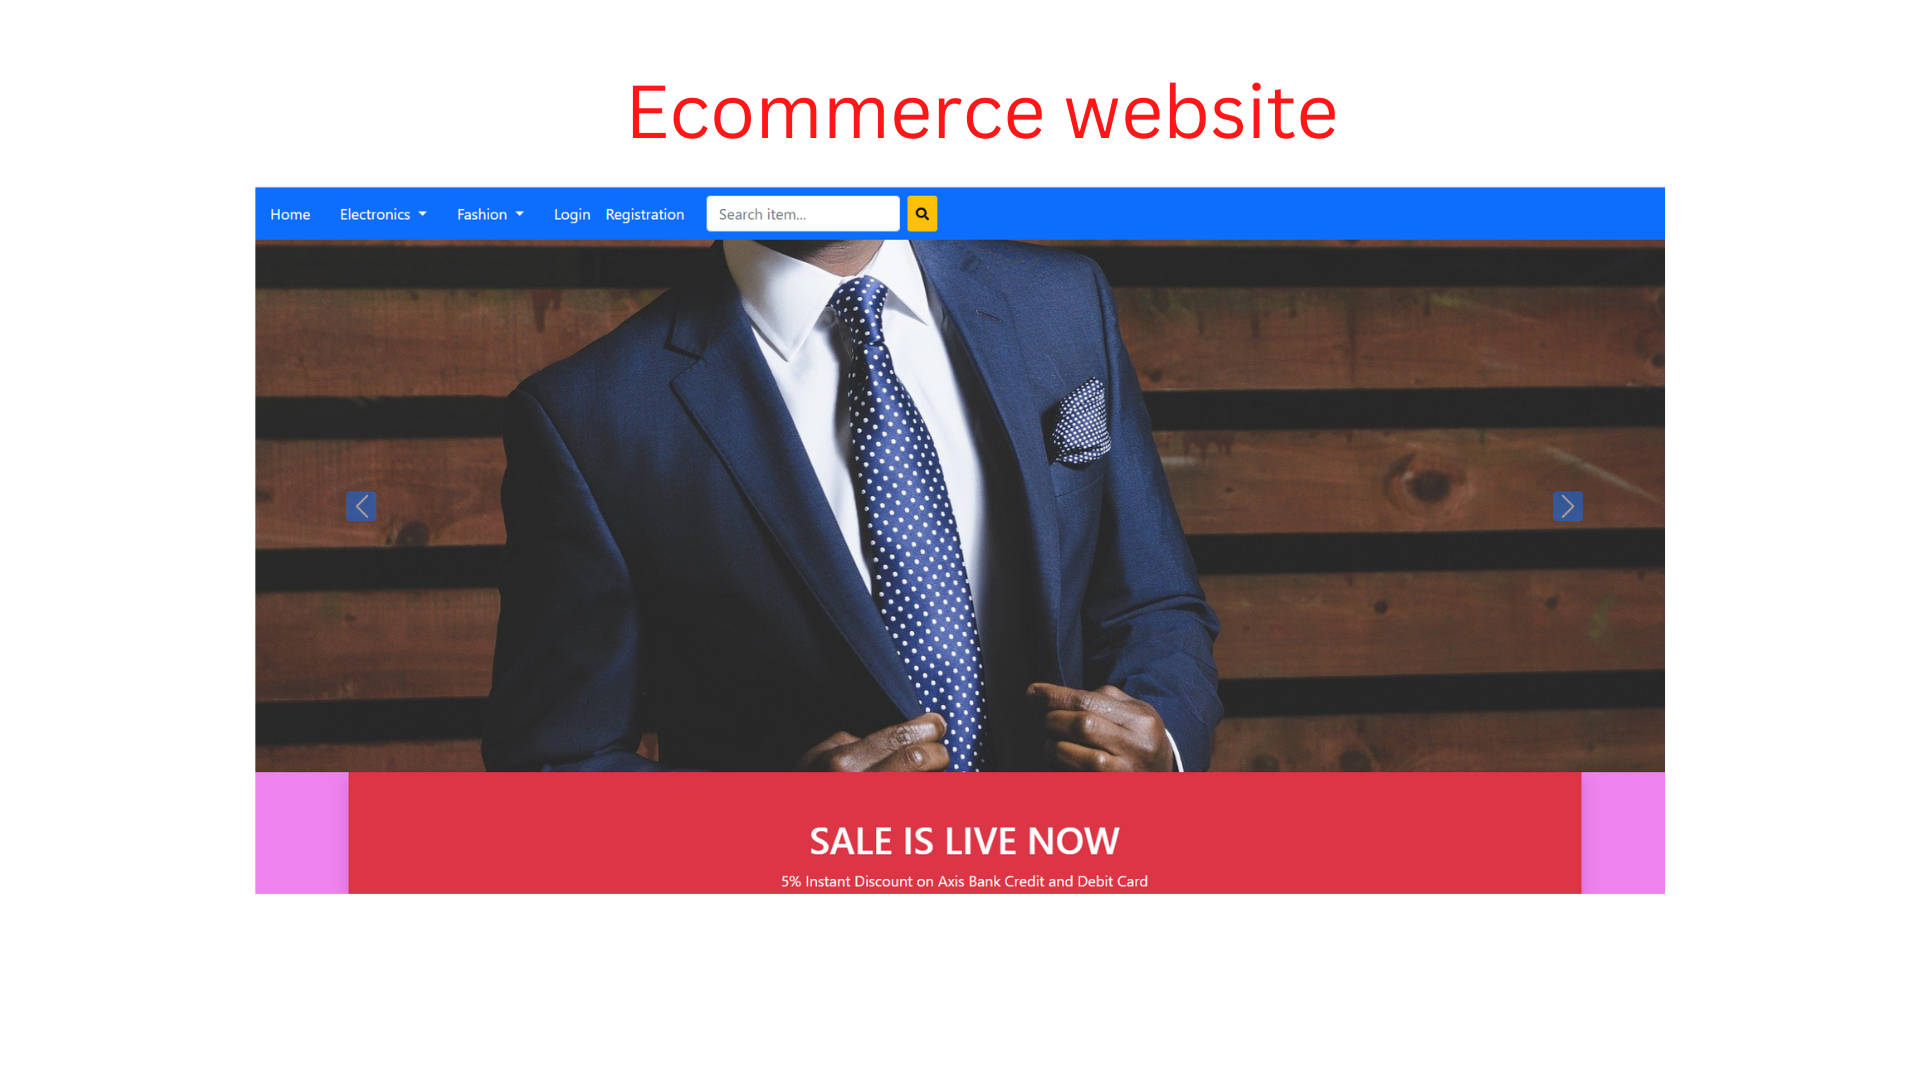 Ecommerce website
Home Electronics Fashion Login Registration Search item...
SALE IS LIVE NOW
5% Instant Discount on Axis Bank Credit and Debit Card